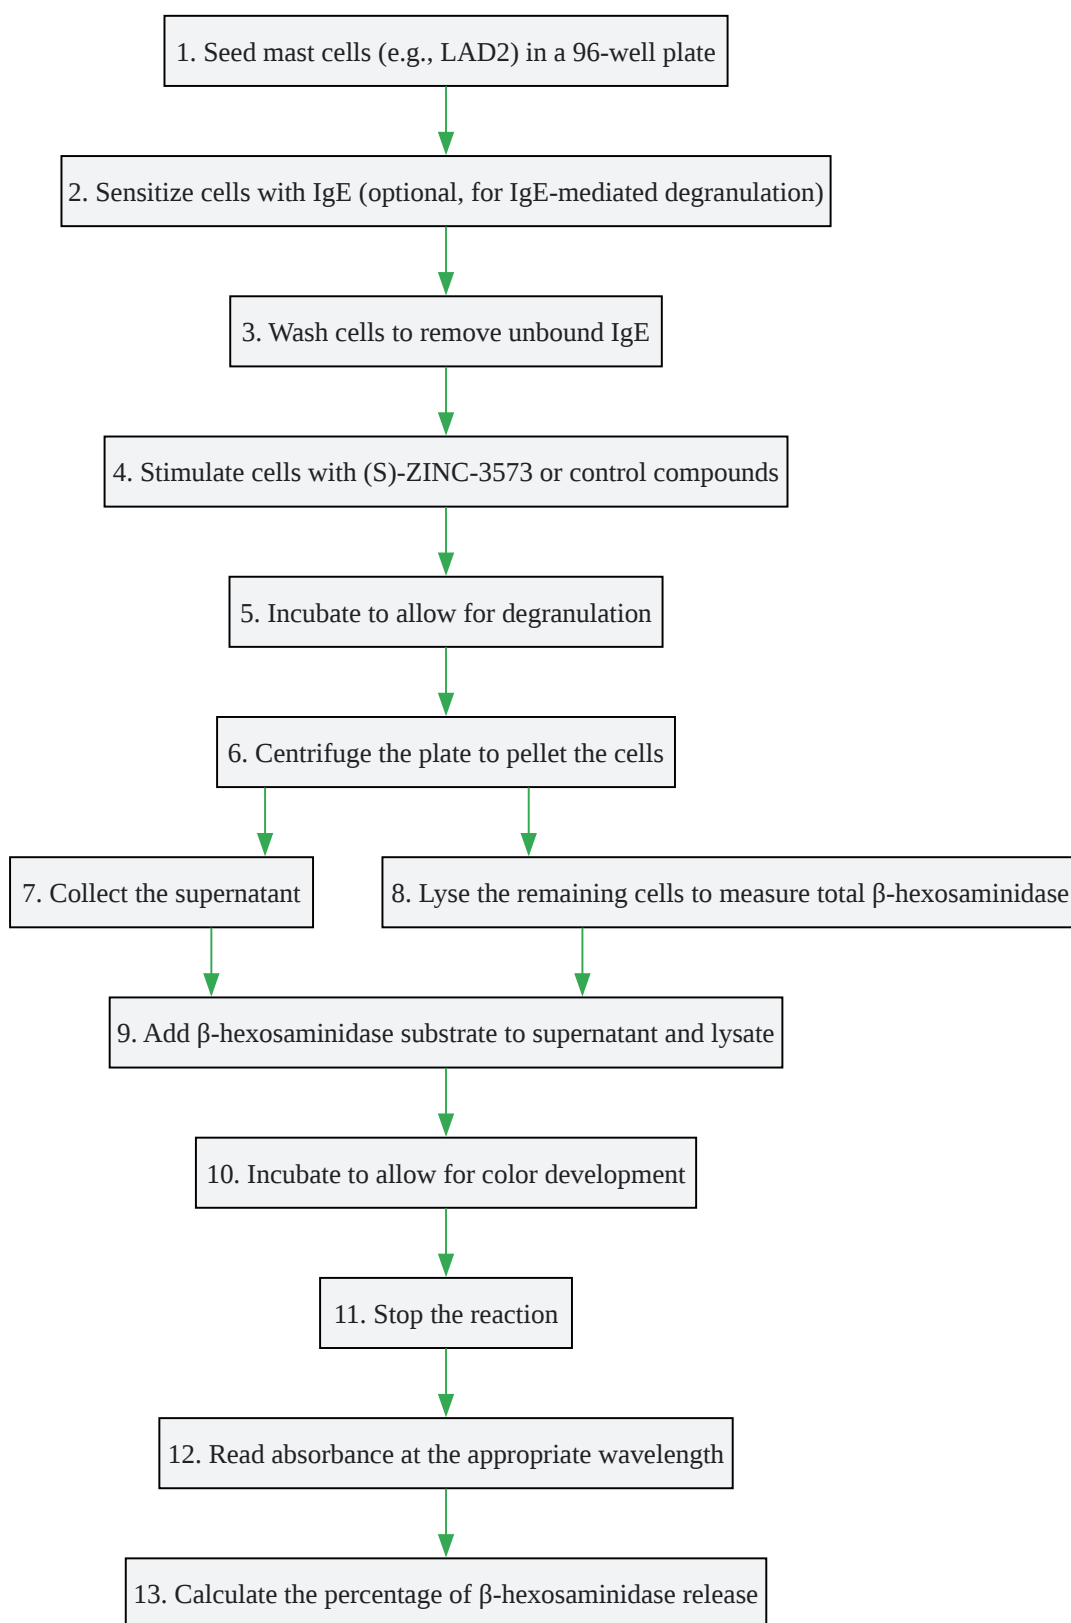 1. Seed mast cells (e.g., LAD2) in a 96-well plate
2. Sensitize cells with IgE (optional, for IgE-mediated degranulation)
3. Wash cells to remove unbound IgE
4. Stimulate cells with (S)-ZINC-3573 or control compounds
5. Incubate to allow for degranulation
6. Centrifuge the plate to pellet the cells
7. Collect the supernatant
8. Lyse the remaining cells to measure total β-hexosaminidase
9. Add β-hexosaminidase substrate to supernatant and lysate
10. Incubate to allow for color development
11. Stop the reaction
12. Read absorbance at the appropriate wavelength
13. Calculate the percentage of β-hexosaminidase release